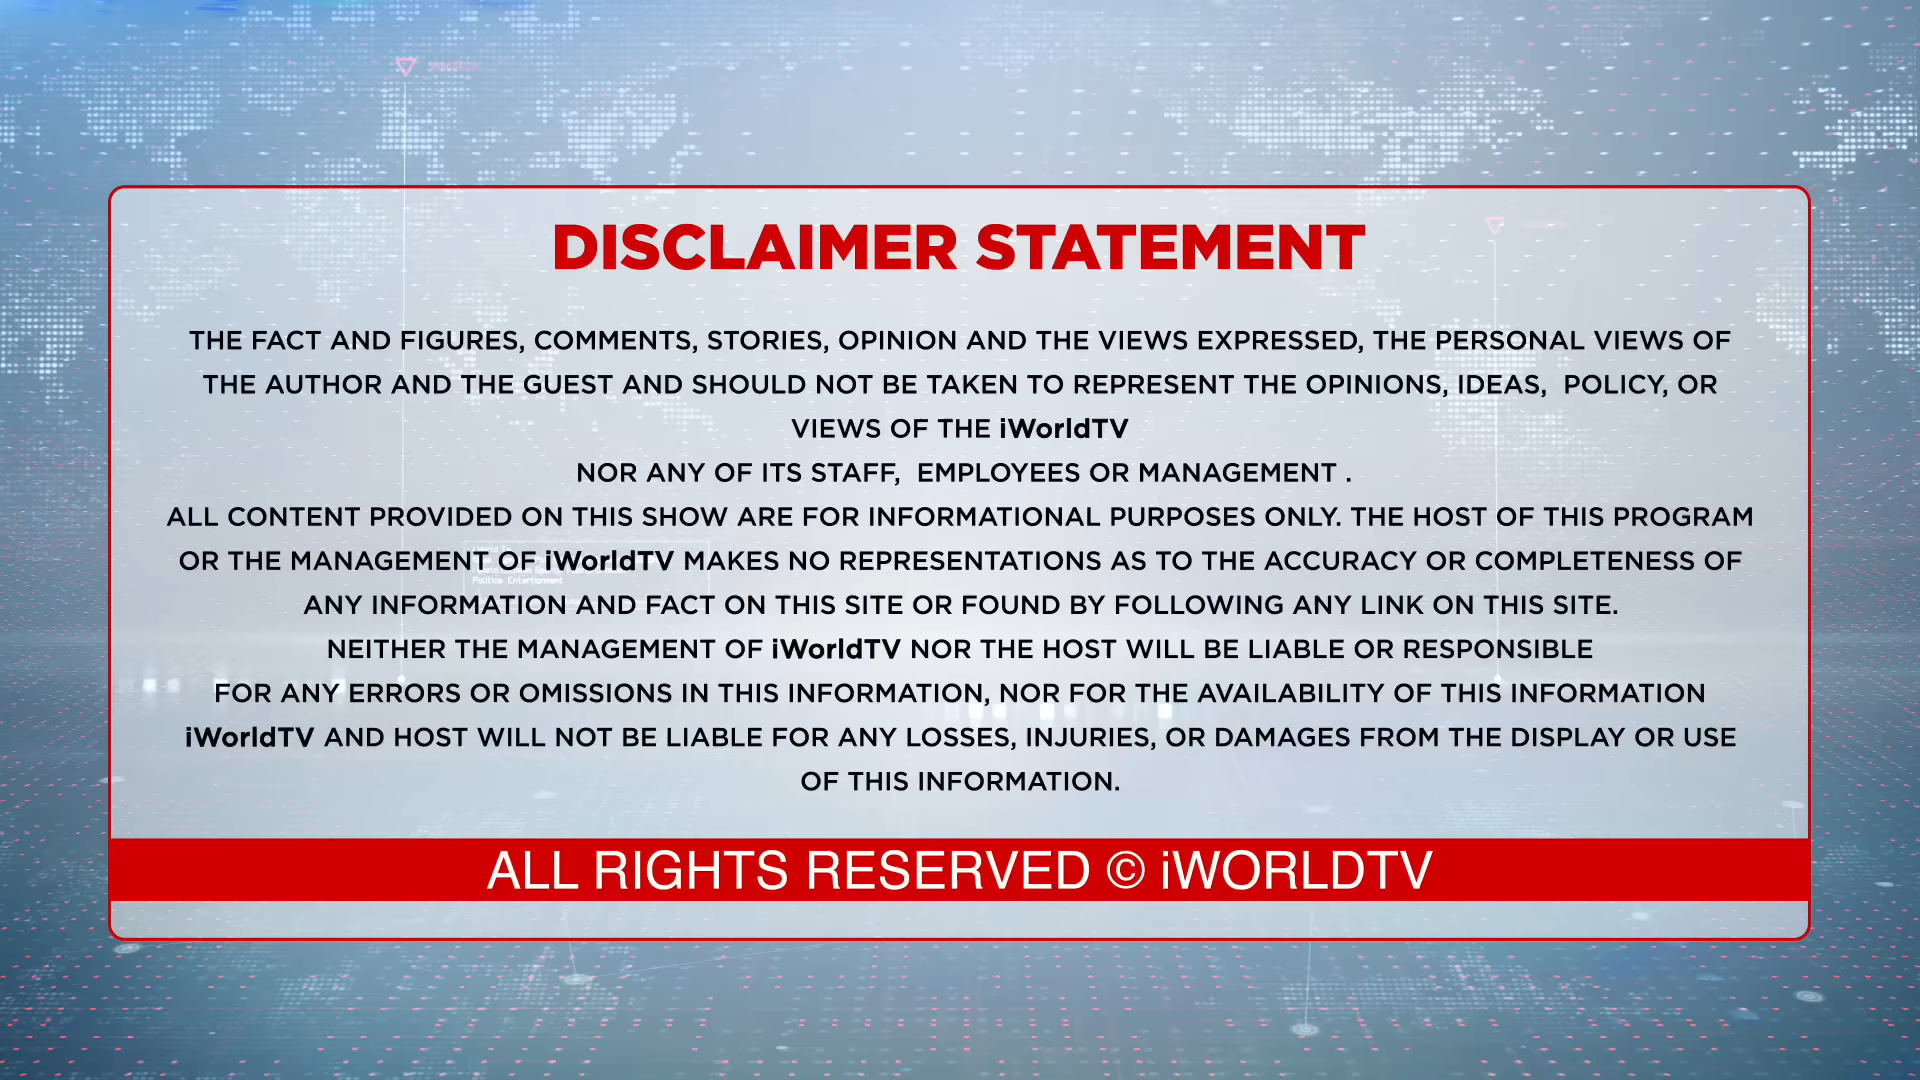 DISCLAIMER STATEMENT
THE FACT AND FIGURES, COMMENTS, STORIES, OPINION AND THE VIEWS EXPRESSED, THE PERSONAL VIEWS OF
THE AUTHOR AND THE GUEST AND SHOULD NOT BE TAKEN TO REPRESENT THE OPINIONS, IDEAS, POLICY, OR
VIEWS OF THE iWorldTV
NOR ANY OF ITS STAFF, EMPLOYEES OR MANAGEMENT .
ALL CONTENT PROVIDED ON THIS SHOW ARE FOR INFORMATIONAL PURPOSES ONLY. THE HOST OF THIS PROGRAM
OR THE MANAGEMENT OF iWorldTV MAKES NO REPRESENTATIONS AS TO THE ACCURACY OR COMPLETENESS OF
Politice Entertionment
ANY INFORMATION AND FACT ON THIS SITE OR FOUND BY FOLLOWING ANY LINK ON THIS SITE.
NEITHER THE MANAGEMENT OF iWorldTV NOR THE HOST WILL BE LIABLE OR RESPONSIBLE
FOR ANY ERRORS OR OMISSIONS IN THIS INFORMATION, NOR FOR THE AVAILABILITY OF THIS INFORMATION
iWorldTV AND HOST WILL NOT BE LIABLE FOR ANY LOSSES, INJURIES, OR DAMAGES FROM THE DISPLAY OR USE
OF THIS INFORMATION.
ALL RIGHTS RESERVED © iWORLDTV